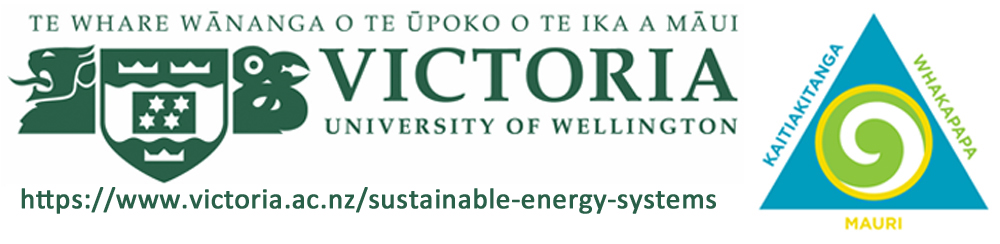 TE WHARE WĀNANGA O TE ŪPOKO O TE IKA A MĀUI
VICTORIA
UNIVERSITY OF WELLINGTON
https://www.victoria.ac.nz/sustainable-energy-systems
KAITIAKITANGA
WHAKAPAPA
MAURI